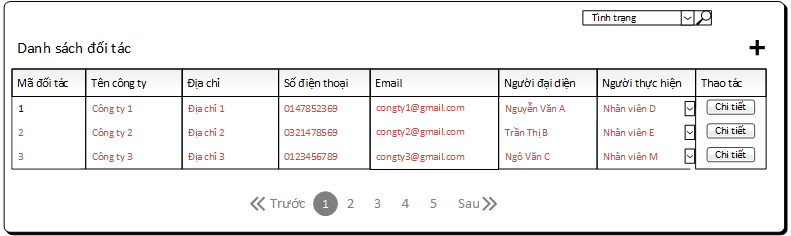 Tình trạng
Danh sách đối tác
Mã đối tác Tên công ty Địa chỉ Số điện thoại Email Người đại diện Người thực hiện Thao tác
1 Công ty 1 Địa chỉ 1 0147852369 congty1@gmail.com Nguyễn Văn A Nhân viên D Chi tiết
2 Công ty 2 Địa chỉ 2 0321478569 congty2@gmail.com Trần Thị B Nhân viên E Chi tiết
3 Công ty 3 Địa chỉ 3 0123456789 congty3@gmail.com Ngô Văn C Nhân viên M Chi tiết
Trước 1 2 3 4 5 Sau